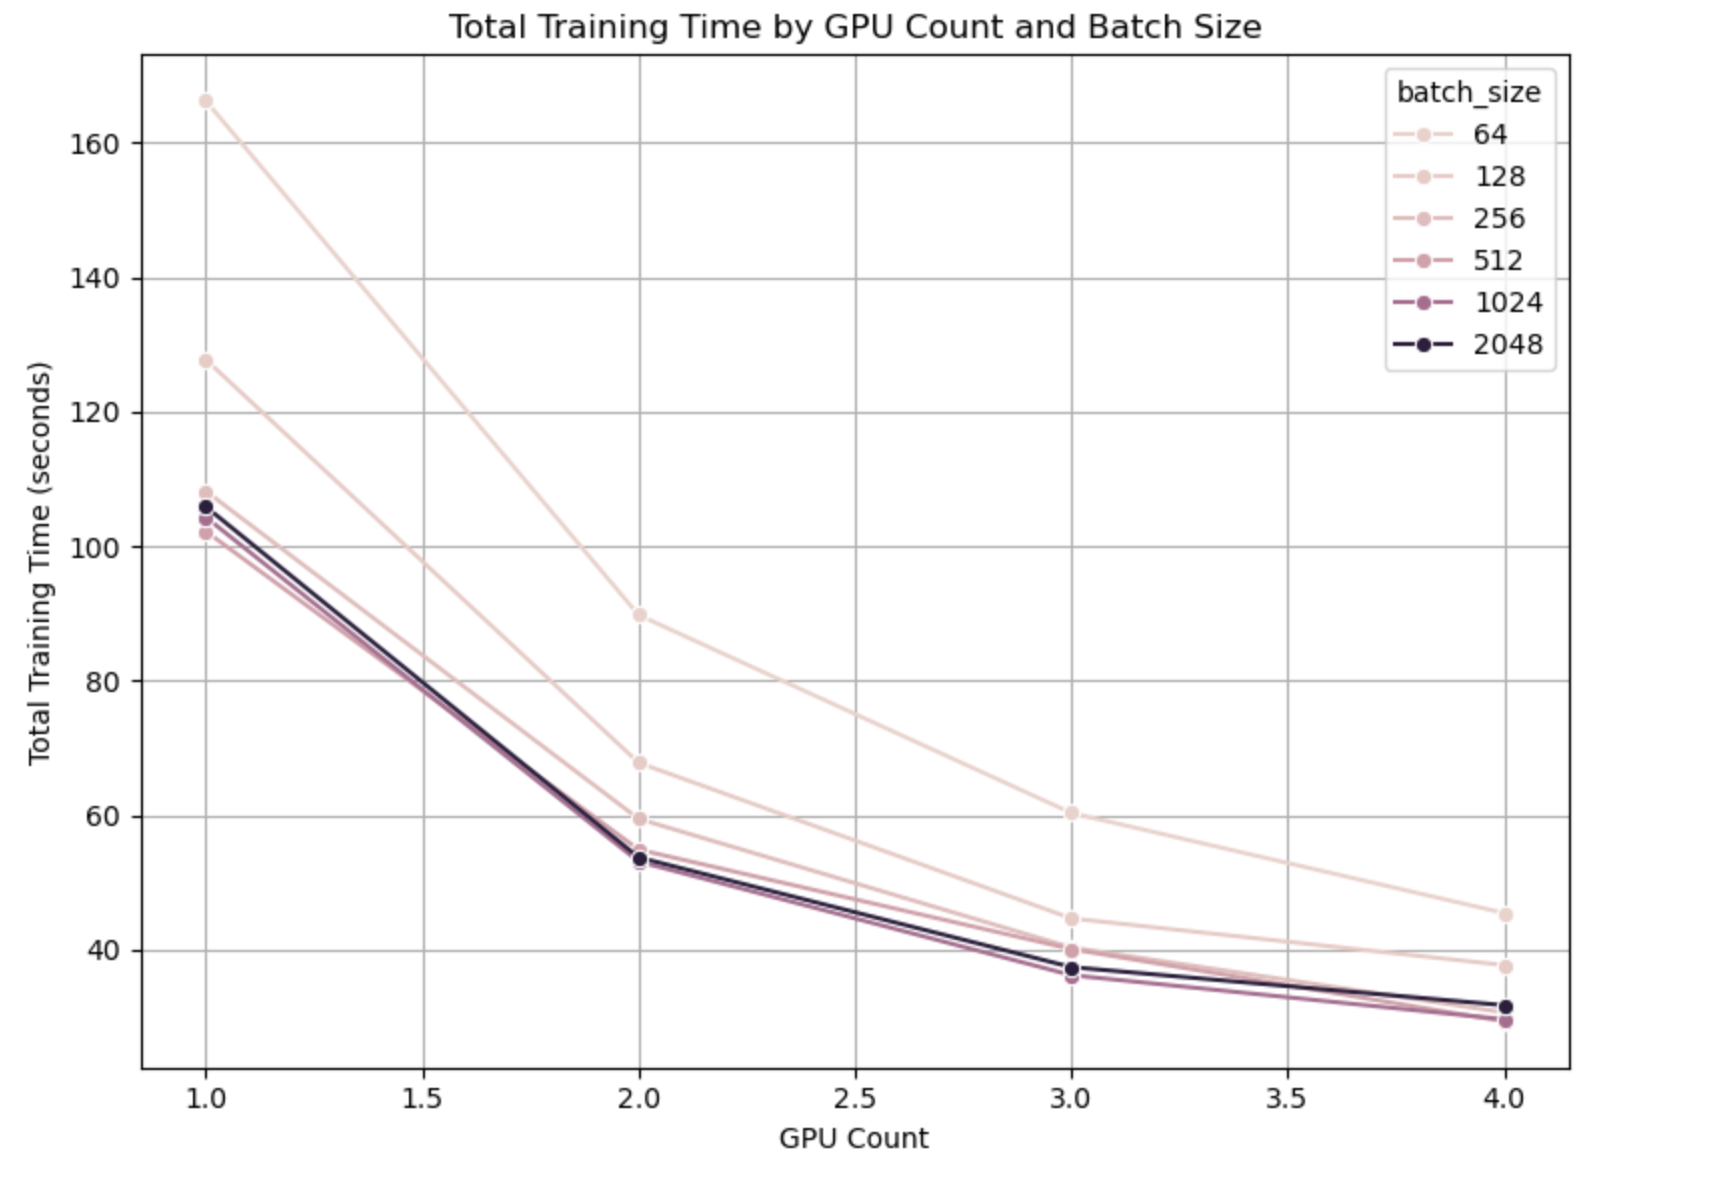 Total Training Time by GPU Count and Batch Size
batch_size
64
128
256
512
1024
2048
Total Training Time (seconds)
160
140
120
100
80
60
40
1.0 1.5 2.0 2.5 3.0 3.5 4.0
GPU Count